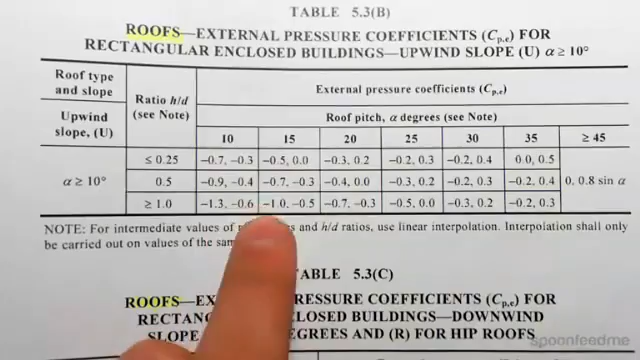 TABLE 5.3(B)
ROOFS—EXTERNAL PRESSURE COEFFICIENTS (Cp,e) FOR
RECTANGULAR ENCLOSED BUILDINGS—UPWIND SLOPE (U) α ≥ 10°
Roof type and slope
Upwind slope, (U)
Ratio h/d (see Note)
External pressure coefficients (Cp,e)
Roof pitch, α degrees (see Note)
10 15 20 25 30 35 ≥ 45
α ≥ 10°
≤ 0.25 −0.7, −0.3 −0.5, 0.0 −0.3, 0.2 −0.2, 0.3 −0.2, 0.4 0.0, 0.5
0.5 −0.9, −0.4 −0.7, −0.3 −0.4, 0.0 −0.3, 0.2 −0.2, 0.3 −0.2, 0.4 0, 0.8 sin α
≥ 1.0 −1.3, −0.6 −1.0, −0.5 −0.7, −0.3 −0.5, 0.0 −0.3, 0.2 −0.2, 0.3
NOTE: For intermediate values of and h/d ratios, use linear interpolation. Interpolation shall only
be carried out on values of the
TABLE 5.3(C)
ROOFS— PRESSURE COEFFICIENTS (Cp,e) FOR
BUILDINGS—DOWNWIND
SLOPE AND (R) FOR HIP ROOFS
spoonfeedme